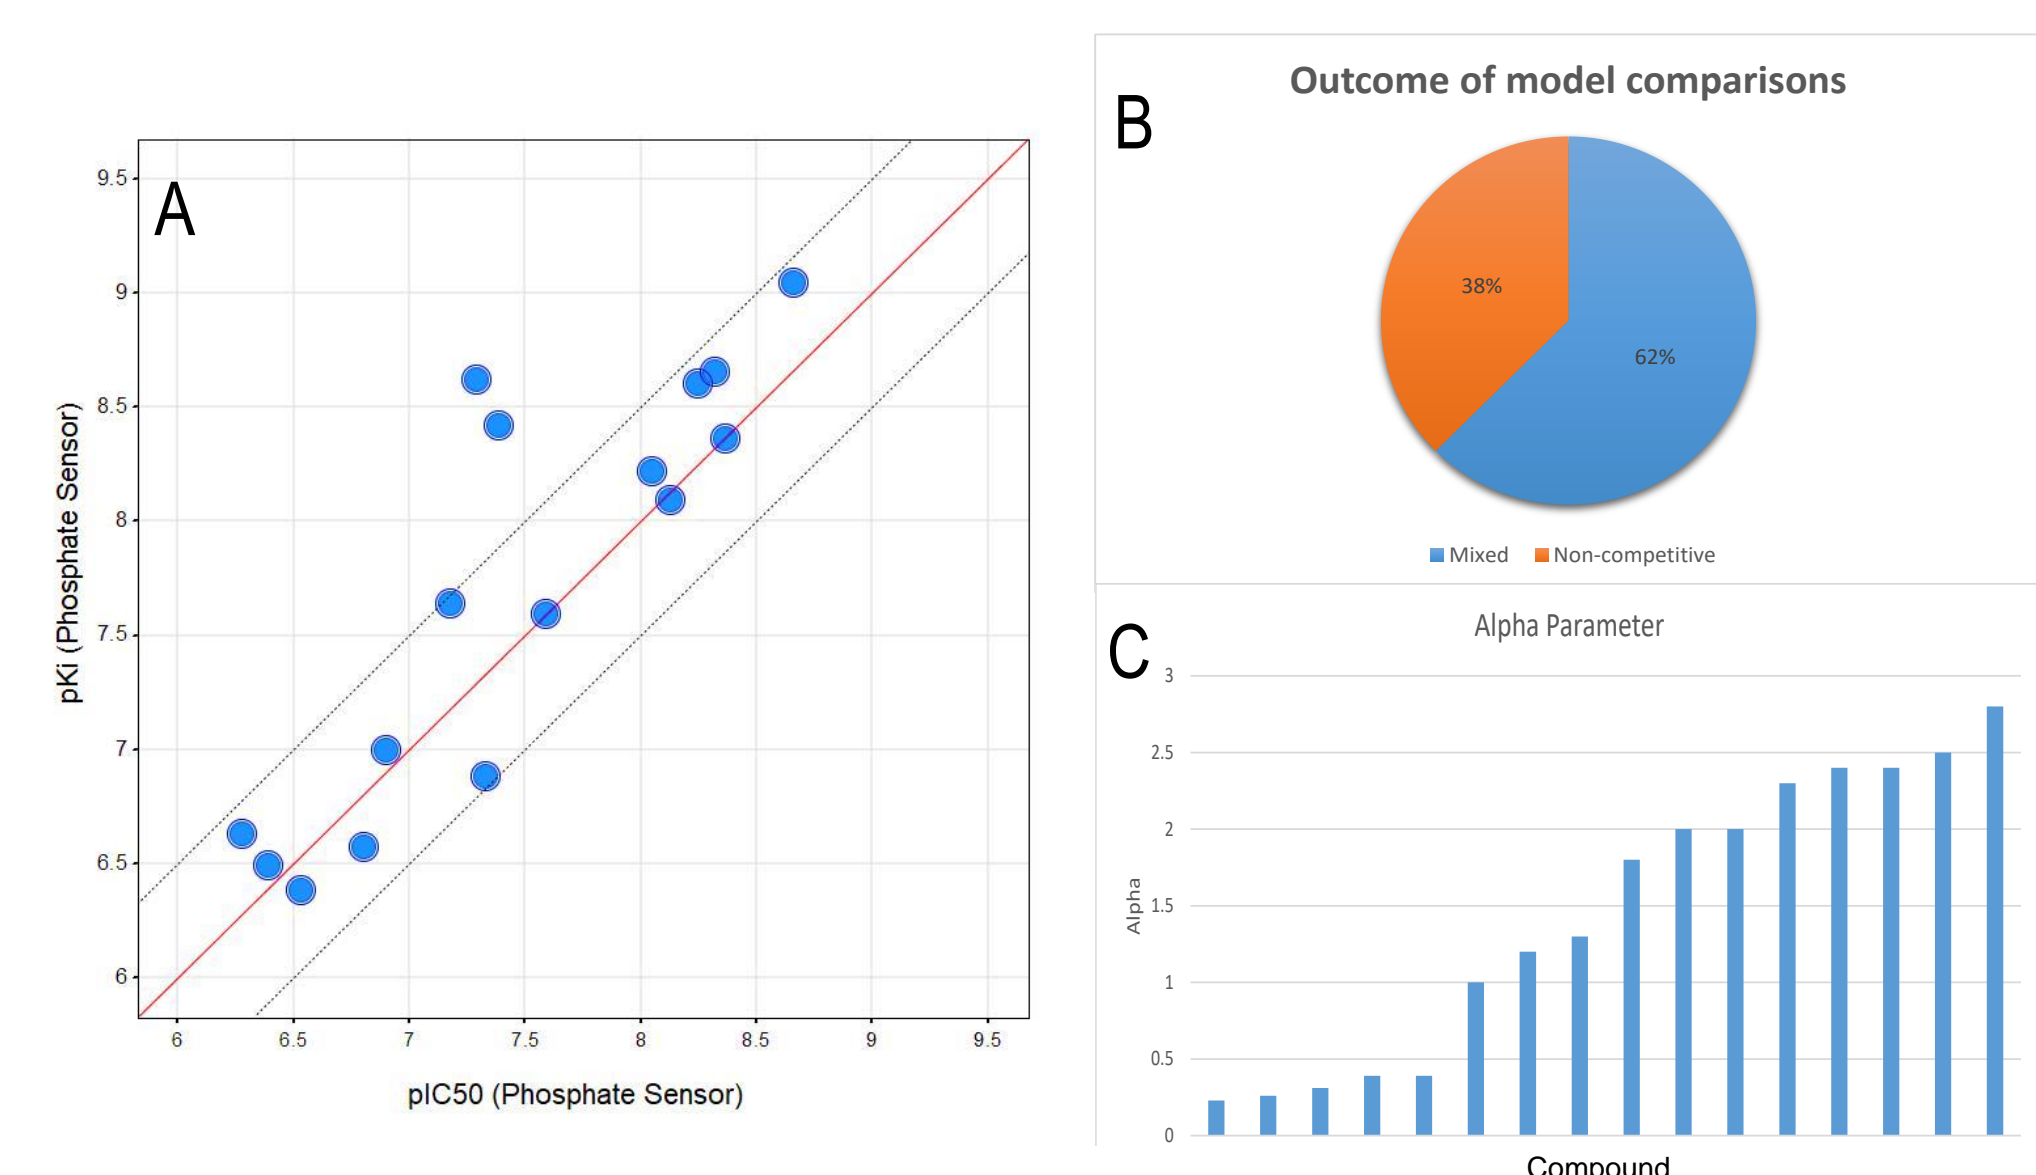 A
9.5
9
8.5
8
7.5
7
6.5
6
pKi (Phosphate Sensor)
6 6.5 7 7.5 8 8.5 9 9.5
pIC50 (Phosphate Sensor)
B
Outcome of model comparisons
38%
62%
Mixed Non-competitive
C
Alpha Parameter
3
2.5
2
1.5
1
0.5
0
Alpha
Compound